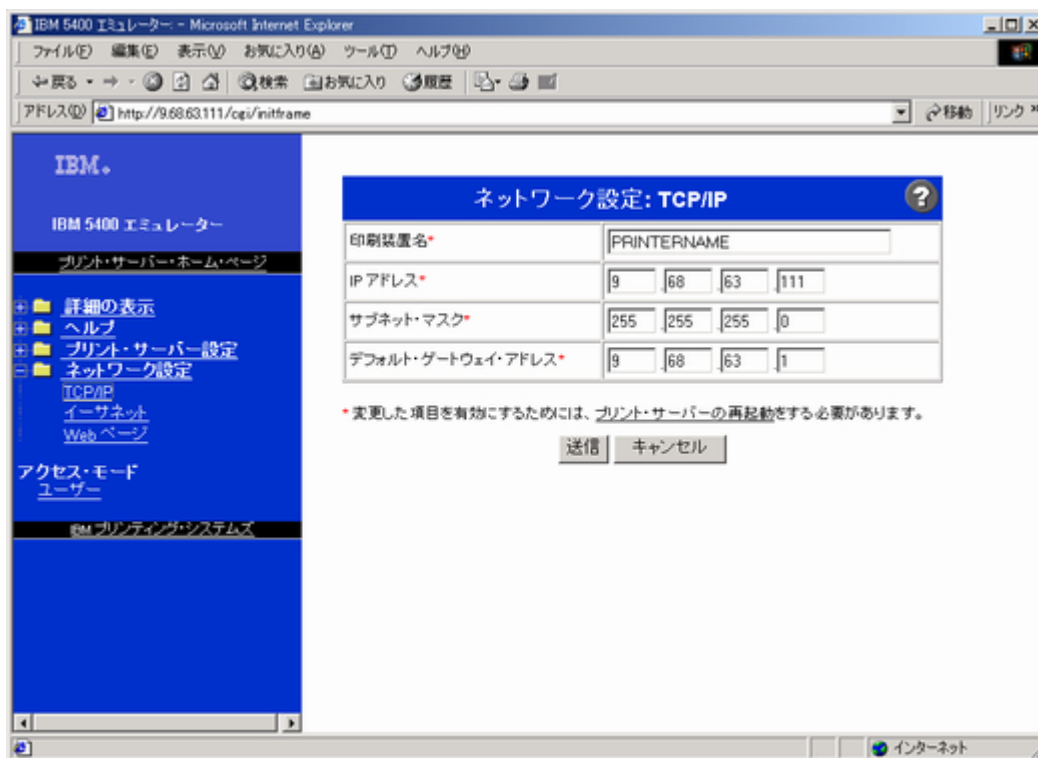 IBM 5400 エミュレーター: - Microsoft Internet Explorer
ファイル(F) 編集(E) 表示(V) お気に入り(A) ツール(T) ヘルプ(H)
戻る 検索 お気に入り 履歴
アドレス(D) http://9.68.63.111/cgi/initframe 移動 リンク »
IBM®
IBM 5400 エミュレーター
プリント・サーバー・ホーム・ページ
詳細の表示
ヘルプ
プリント・サーバー設定
ネットワーク設定
TCP/IP
イーサネット
Web ページ
アクセス・モード
ユーザー
IBM プリンティング・システムズ
ネットワーク設定: TCP/IP ?
印刷装置名* PRINTERNAME
IP アドレス* 9 .68 .63 .111
サブネット・マスク* 255 .255 .255 .0
デフォルト・ゲートウェイ・アドレス* 9 .68 .63 .1
* 変更した項目を有効にするためには、プリント・サーバーの再起動をする必要があります。
送信 キャンセル
インターネット